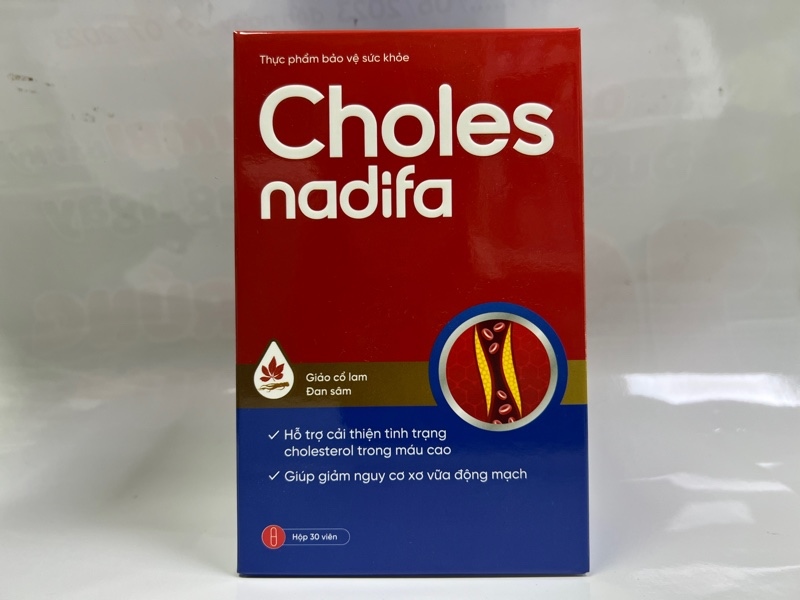 Thực phẩm bảo vệ sức khỏe
Choles
nadifa
Giảo cổ lam
Đan sâm
Hỗ trợ cải thiện tình trạng
cholesterol trong máu cao
Giúp giảm nguy cơ xơ vữa động mạch
Hộp 30 viên